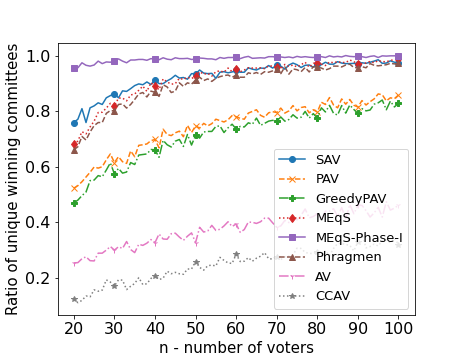 Ratio of unique winning committees
1.0
0.8
0.6
0.4
0.2
SAV
PAV
GreedyPAV
MEqS
MEqS-Phase-I
Phragmen
AV
CCAV
20 30 40 50 60 70 80 90 100
n - number of voters